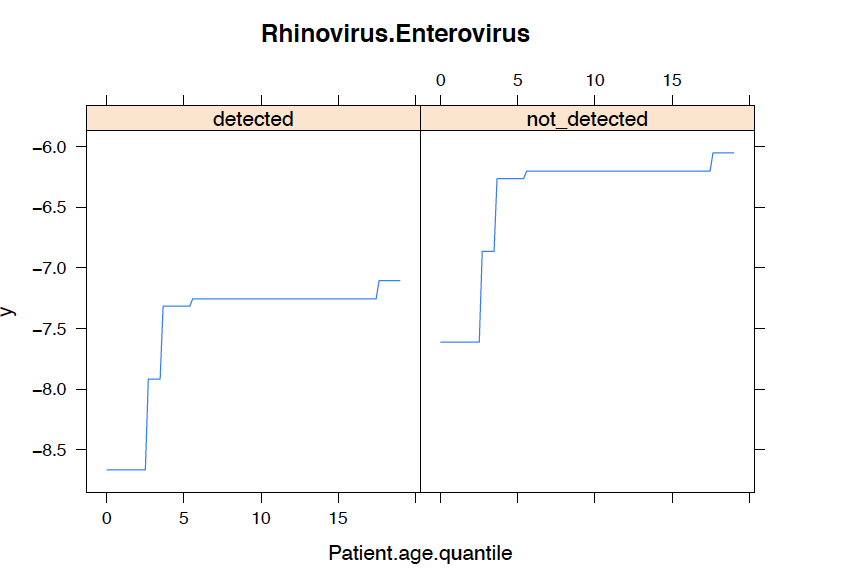 Rhinovirus.Enterovirus
0 5 10 15
detected not_detected
−6.0
−6.5
−7.0
−7.5
−8.0
−8.5
y
0 5 10 15
Patient.age.quantile